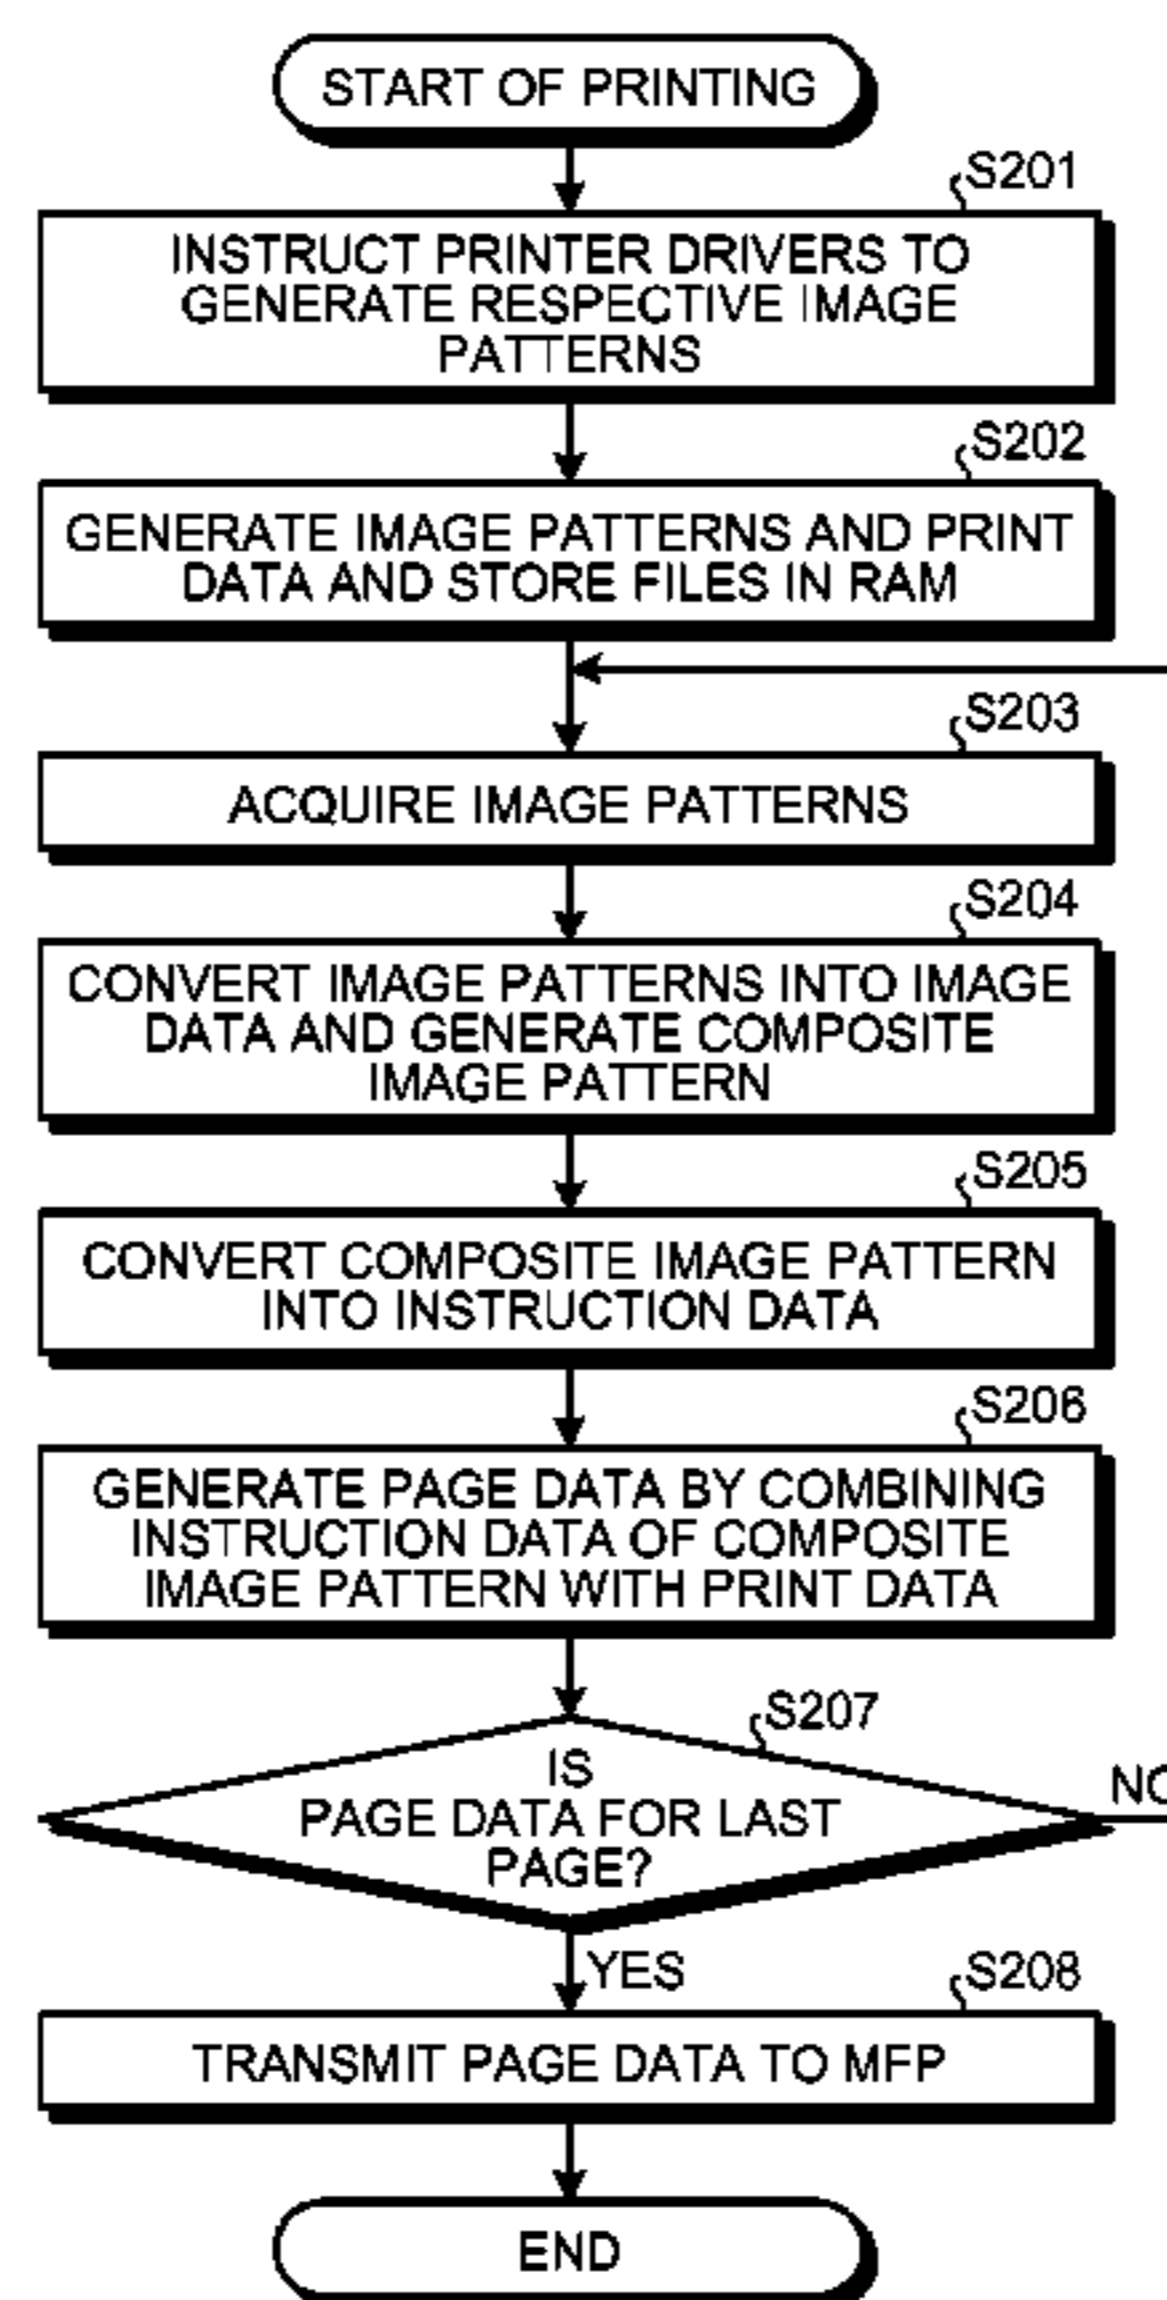 START OF PRINTING
S201
INSTRUCT PRINTER DRIVERS TO
GENERATE RESPECTIVE IMAGE
PATTERNS
S202
GENERATE IMAGE PATTERNS AND PRINT
DATA AND STORE FILES IN RAM
S203
ACQUIRE IMAGE PATTERNS
S204
CONVERT IMAGE PATTERNS INTO IMAGE
DATA AND GENERATE COMPOSITE
IMAGE PATTERN
S205
CONVERT COMPOSITE IMAGE PATTERN
INTO INSTRUCTION DATA
S206
GENERATE PAGE DATA BY COMBINING
INSTRUCTION DATA OF COMPOSITE
IMAGE PATTERN WITH PRINT DATA
S207
IS
PAGE DATA FOR LAST
PAGE?
NO
YES
S208
TRANSMIT PAGE DATA TO MFP
END